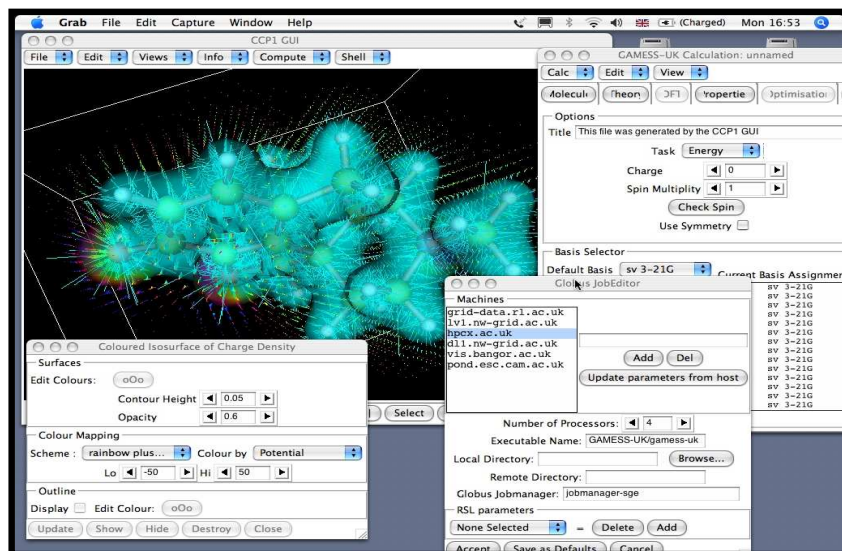 Grab File Edit Capture Window Help (Charged) Mon 16:53
CCP1 GUI
File Edit Views Info Compute Shell
GAMESS-UK Calculation: unnamed
Calc Edit View
Molecule Theory DFT Propertie Optimisation
Options
Title This file was generated by the CCP1 GUI
Task Energy
Charge 0
Spin Multiplity 1
Check Spin
Use Symmetry
Basis Selector
Default Basis sv 3-21G Current Basis Assignmen
sv 3-21G
sv 3-21G
sv 3-21G
sv 3-21G
sv 3-21G
sv 3-21G
sv 3-21G
sv 3-21G
sv 3-21G
sv 3-21G
sv 3-21G
sv 3-21G
Globus JobEditor
Machines
grid-data.rl.ac.uk
lv1.nw-grid.ac.uk
hpcx.ac.uk
dl1.nw-grid.ac.uk
vis.bangor.ac.uk
pond.esc.cam.ac.uk
Add Del
Update parameters from host
Number of Processors: 4
Executable Name: GAMESS-UK/gamess-uk
Local Directory: Browse...
Remote Directory:
Globus Jobmanager: jobmanager-sge
RSL parameters
None Selected = Delete Add
Accept Save as Defaults Cancel
Select
Coloured Isosurface of Charge Density
Surfaces
Edit Colours: oOo
Contour Height 0.05
Opacity 0.6
Colour Mapping
Scheme : rainbow plus... Colour by Potential
Lo -50 Hi 50
Outline
Display Edit Colour: oOo
Update Show Hide Destroy Close